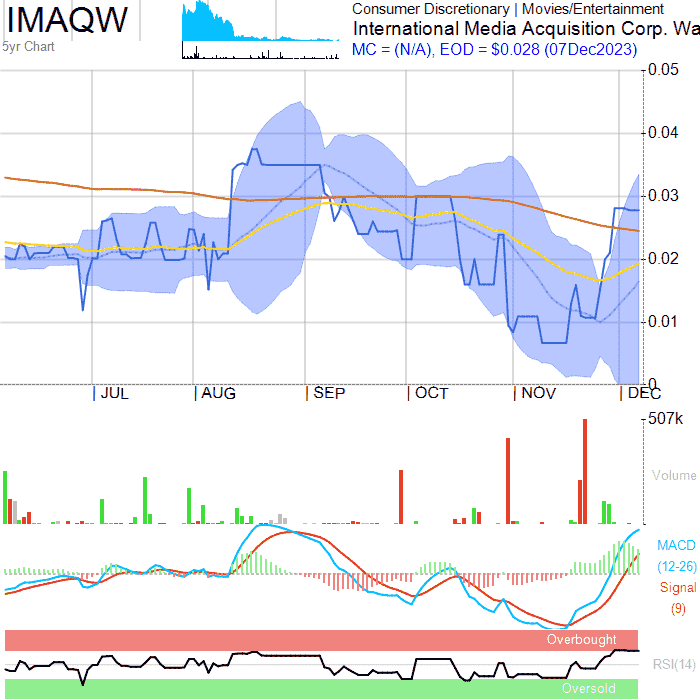 IMAQW
5yr Chart
Consumer Discretionary | Movies/Entertainment
International Media Acquisition Corp. Wa
MC = (N/A), EOD = $0.028 (07Dec2023)
0.05
0.04
0.03
0.02
0.01
0
JUL AUG SEP OCT NOV DEC
507k
Volume
MACD
(12-26)
Signal
(9)
Overbought
RSI(14)
Oversold